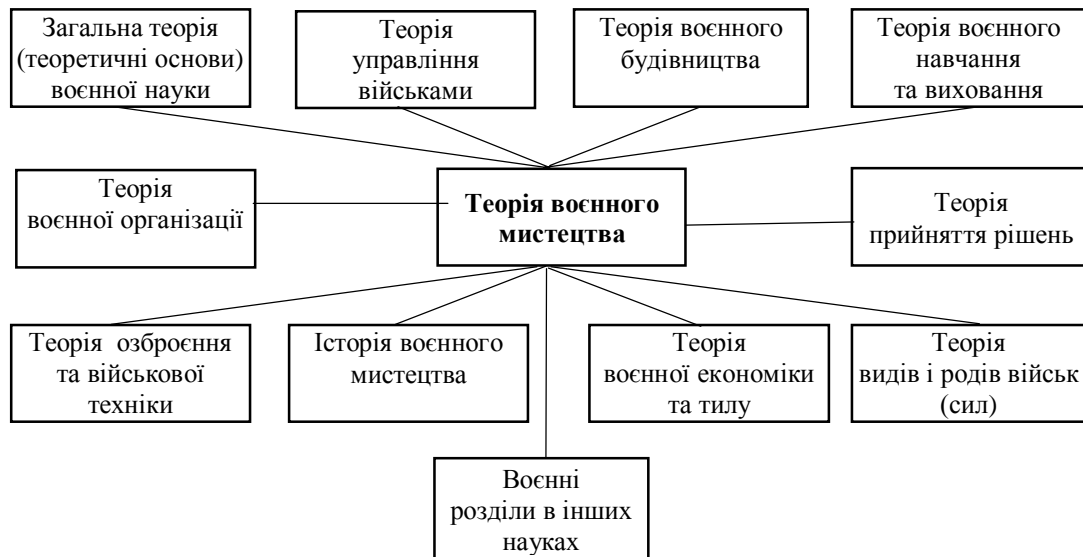 Загальна теорія
(теоретичні основи)
воєнної науки
Теорія
управління
військами
Теорія воєнного
будівництва
Теорія воєнного
навчання
та виховання
Теорія
воєнної організації
Теорія воєнного
мистецтва
Теорія
прийняття рішень
Теорія озброєння
та військової
техніки
Історія воєнного
мистецтва
Теорія
воєнної економіки
та тилу
Теорія
видів і родів військ
(сил)
Воєнні
розділи в інших
науках